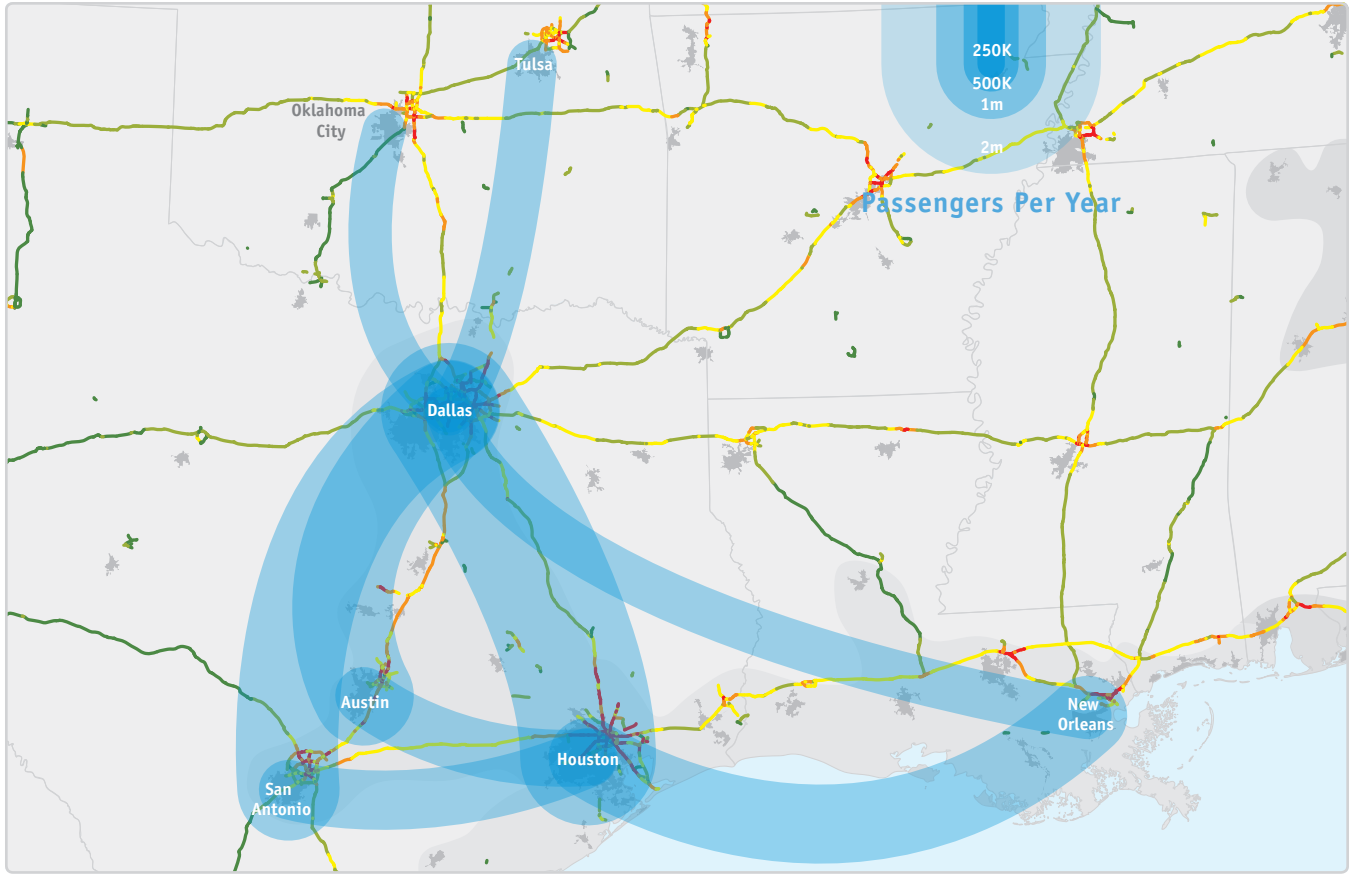 250K
500K
1m
2m
Passengers Per Year
Tulsa
Oklahoma
City
Dallas
Austin
San
Antonio
Houston
New
Orleans